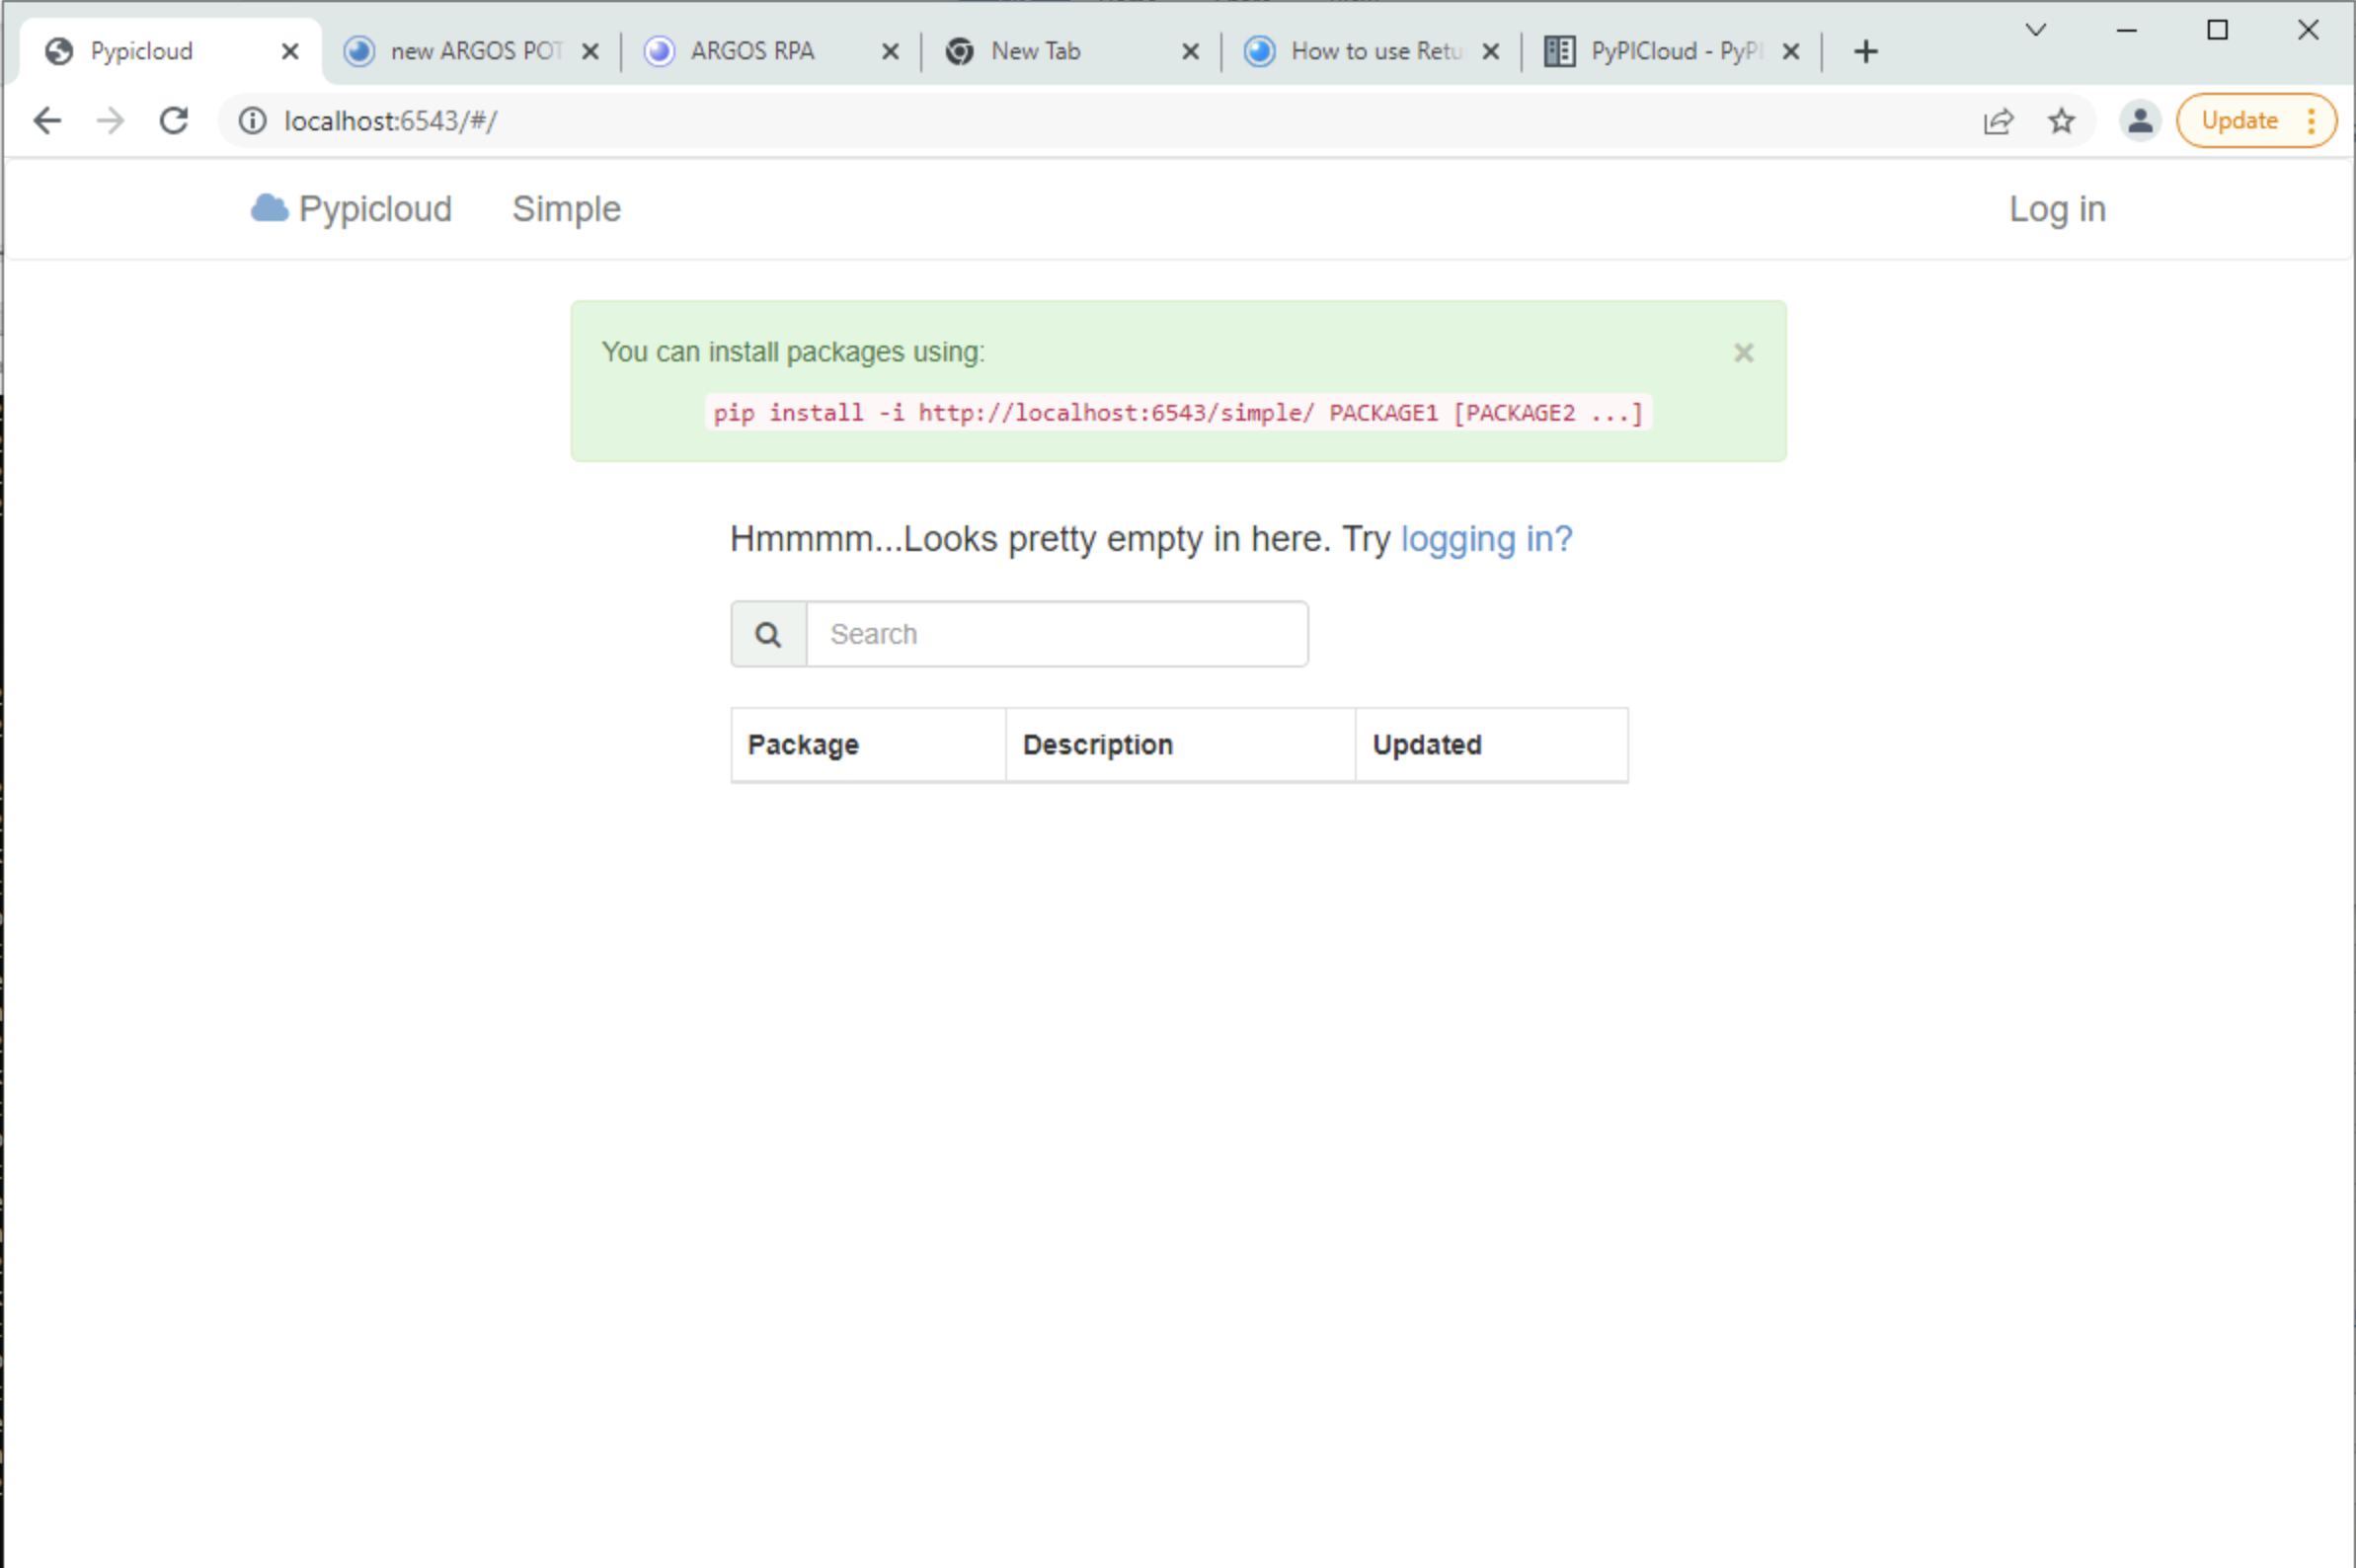 Pypicloud
new ARGOS POT
ARGOS RPA
New Tab
How to use Retu
PyPICloud - PyPI
localhost:6543/#/
Update
Pypicloud
Simple
Log in
You can install packages using:
pip install -i http://localhost:6543/simple/ PACKAGE1 [PACKAGE2 ...]
Hmmmm...Looks pretty empty in here. Try logging in?
Search
Package Description Updated